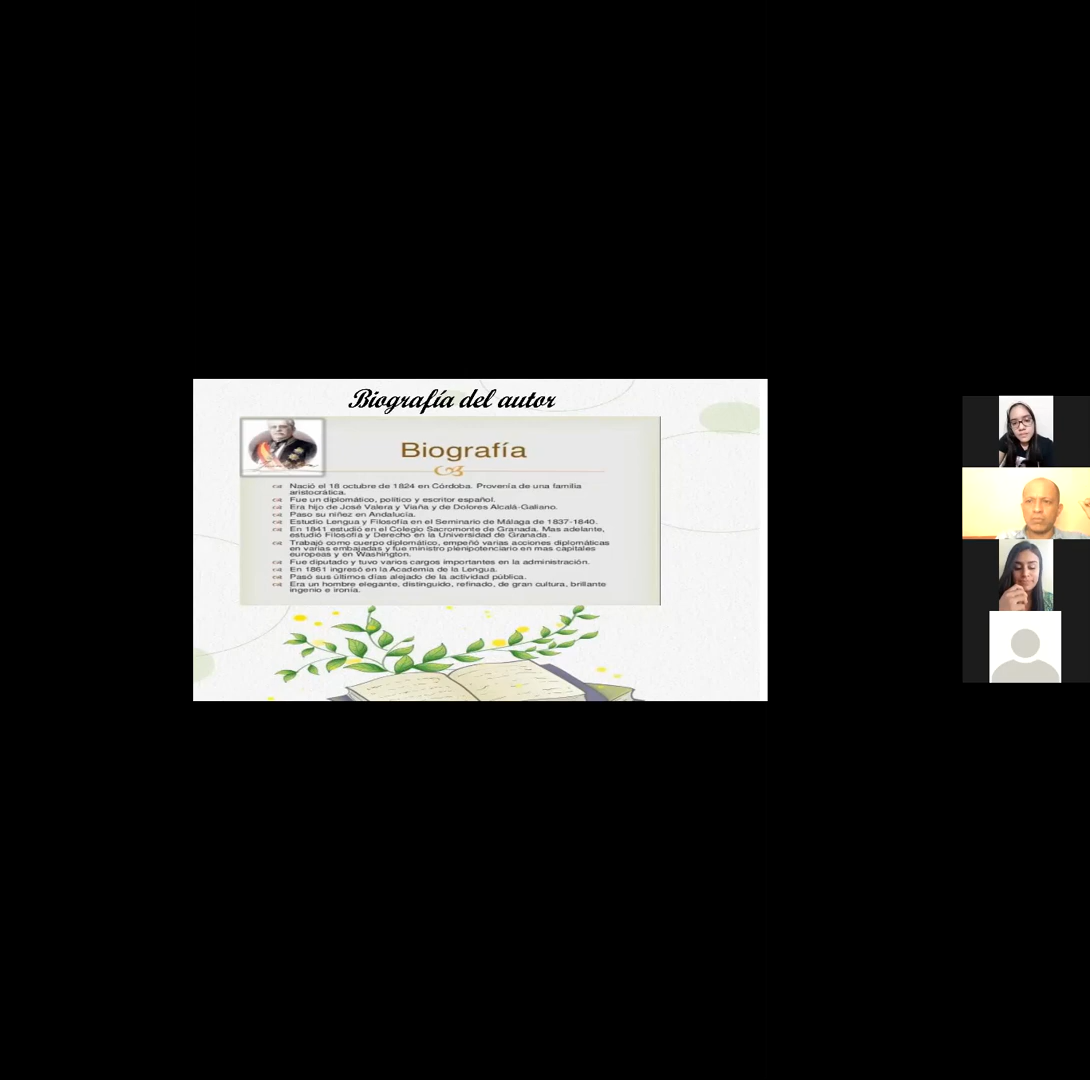 Biografía del autor
Biografía
Nació el 18 octubre de 1824 en Córdoba. Provenía de una familia
aristocrática.
Fue un diplomático, político y escritor español.
Era hijo de José Valera y Viaña y de Dolores Alcalá-Galiano.
Paso su niñez en Andalucía.
Estudio Lengua y Filosofía en el Seminario de Málaga de 1837-1840.
En 1841 estudió en el Colegio Sacromonte de Granada. Mas adelante,
estudió Filosofía y Derecho en la Universidad de Granada.
Trabajó como cuerpo diplomático, empeñó varias acciones diplomáticas
en varias embajadas y fue ministro plenipotenciario en mas capitales
europeas y en Washington.
Fue diputado y tuvo varios cargos importantes en la administración.
En 1861 ingresó en la Academia de la Lengua.
Pasó sus últimos días alejado de la actividad pública.
Era un hombre elegante, distinguido, refinado, de gran cultura, brillante
ingenio e ironía.